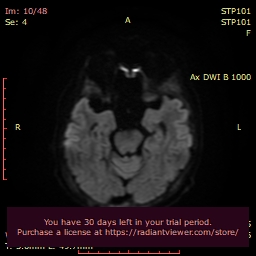 Im: 10/48
STP101
Se: 4
STP101
A
F
Ax DWI B 1000
R
L
You have 30 days left in your trial period.
Purchase a license at https://radiantviewer.com/store/